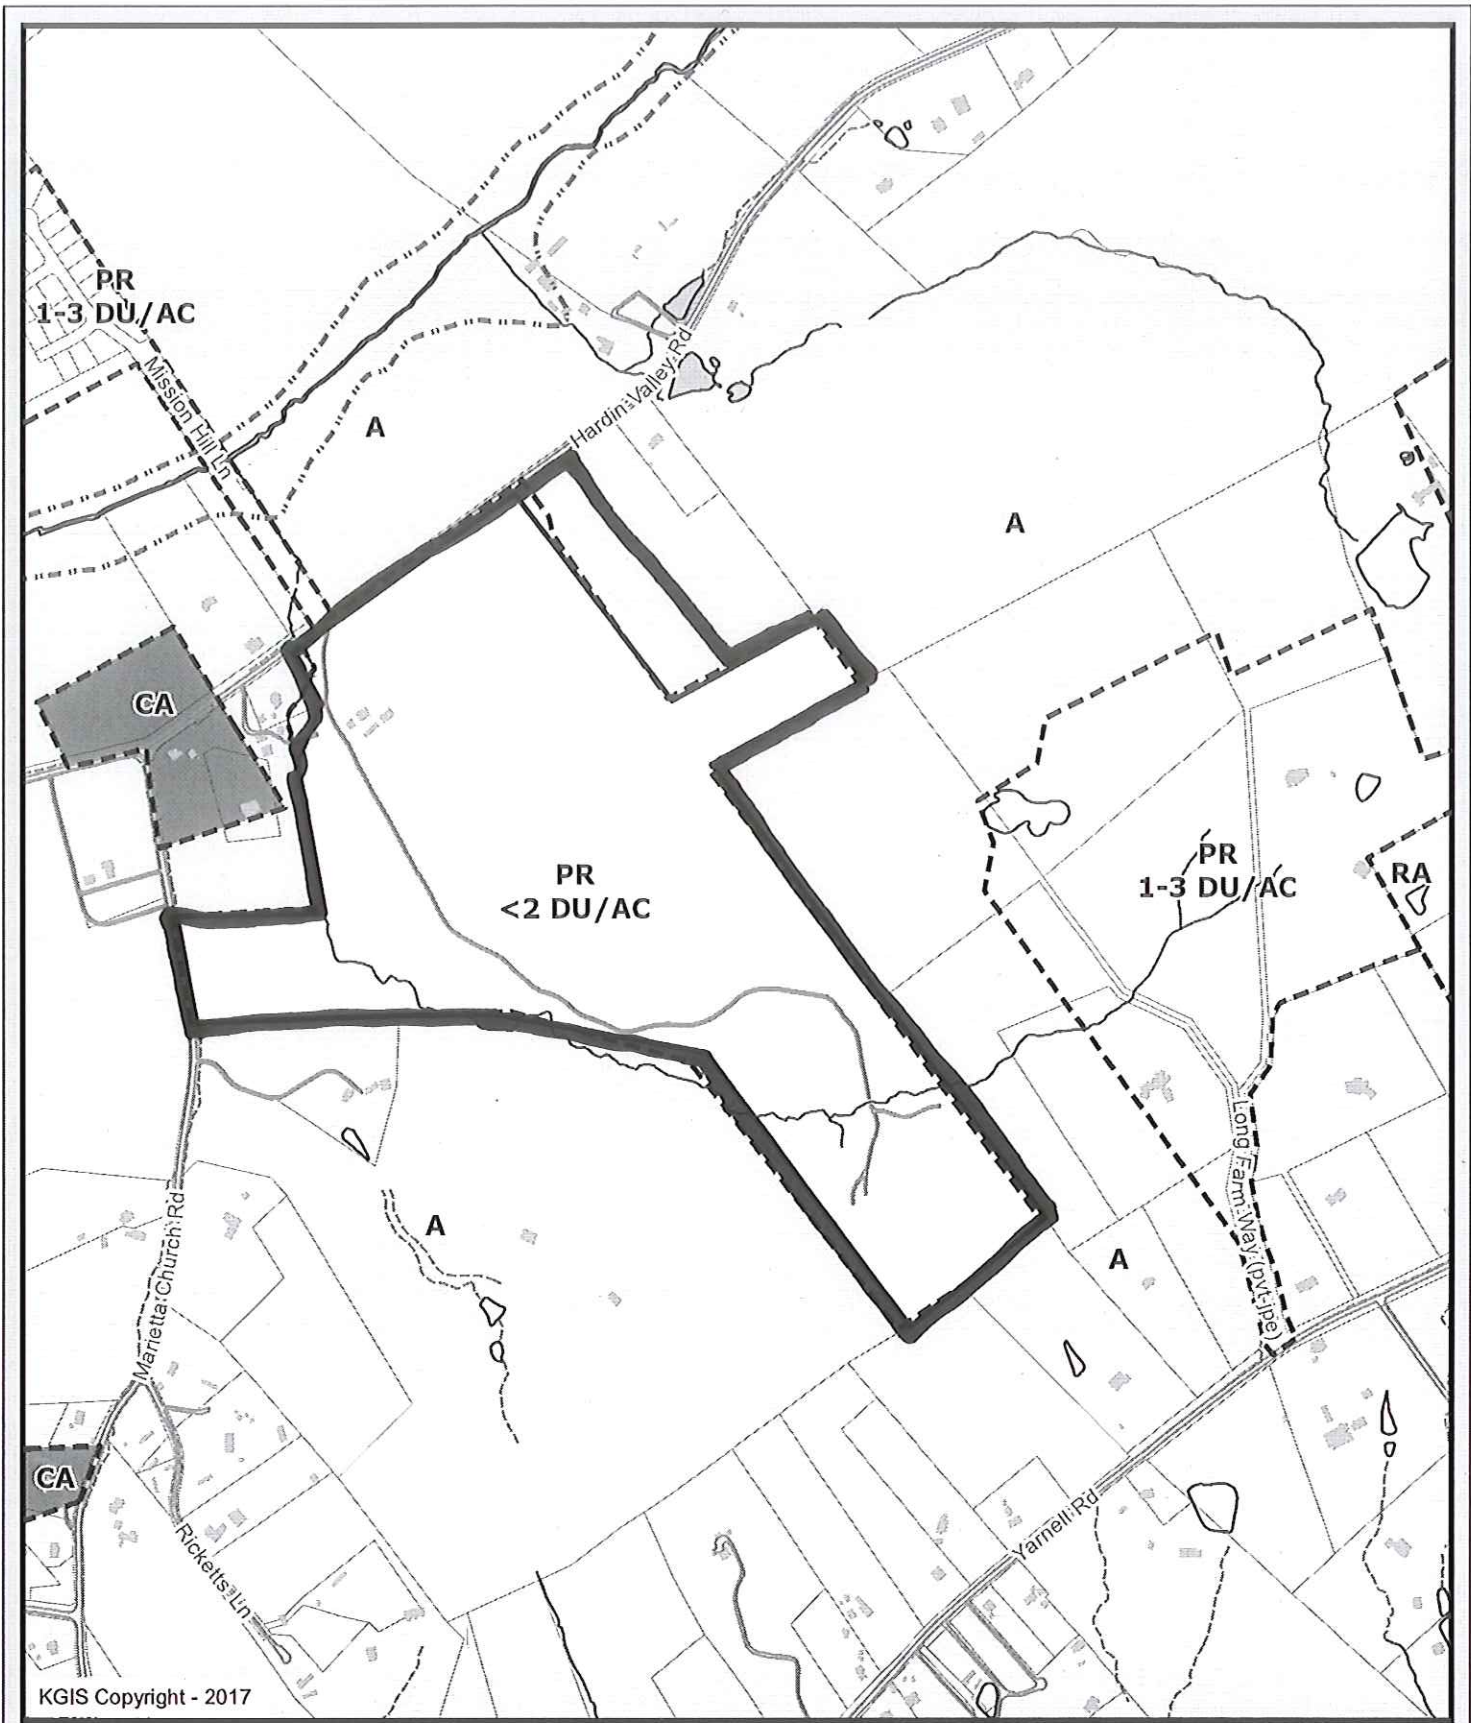 PR
1-3 DU/AC
Mission Hill Ln
A
Hardin Valley Rd
A
CA
PR
<2 DU/AC
PR
1-3 DU/AC
RA
Long Farm Way (pvt-jpe)
A
A
Marietta Church Rd
CA
Ricketts Ln
Yarnell Rd
KGIS Copyright - 2017